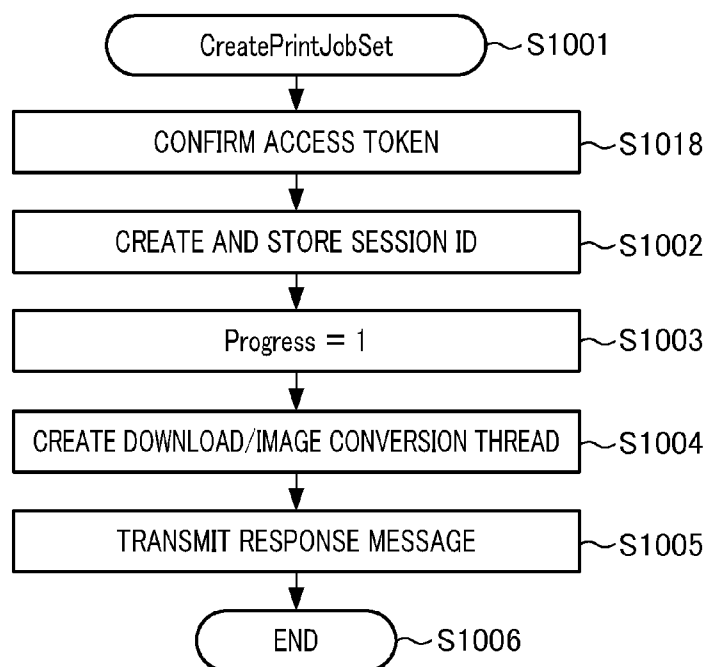 CreatePrintJobSet S1001
CONFIRM ACCESS TOKEN S1018
CREATE AND STORE SESSION ID S1002
Progress = 1 S1003
CREATE DOWNLOAD/IMAGE CONVERSION THREAD S1004
TRANSMIT RESPONSE MESSAGE S1005
END S1006